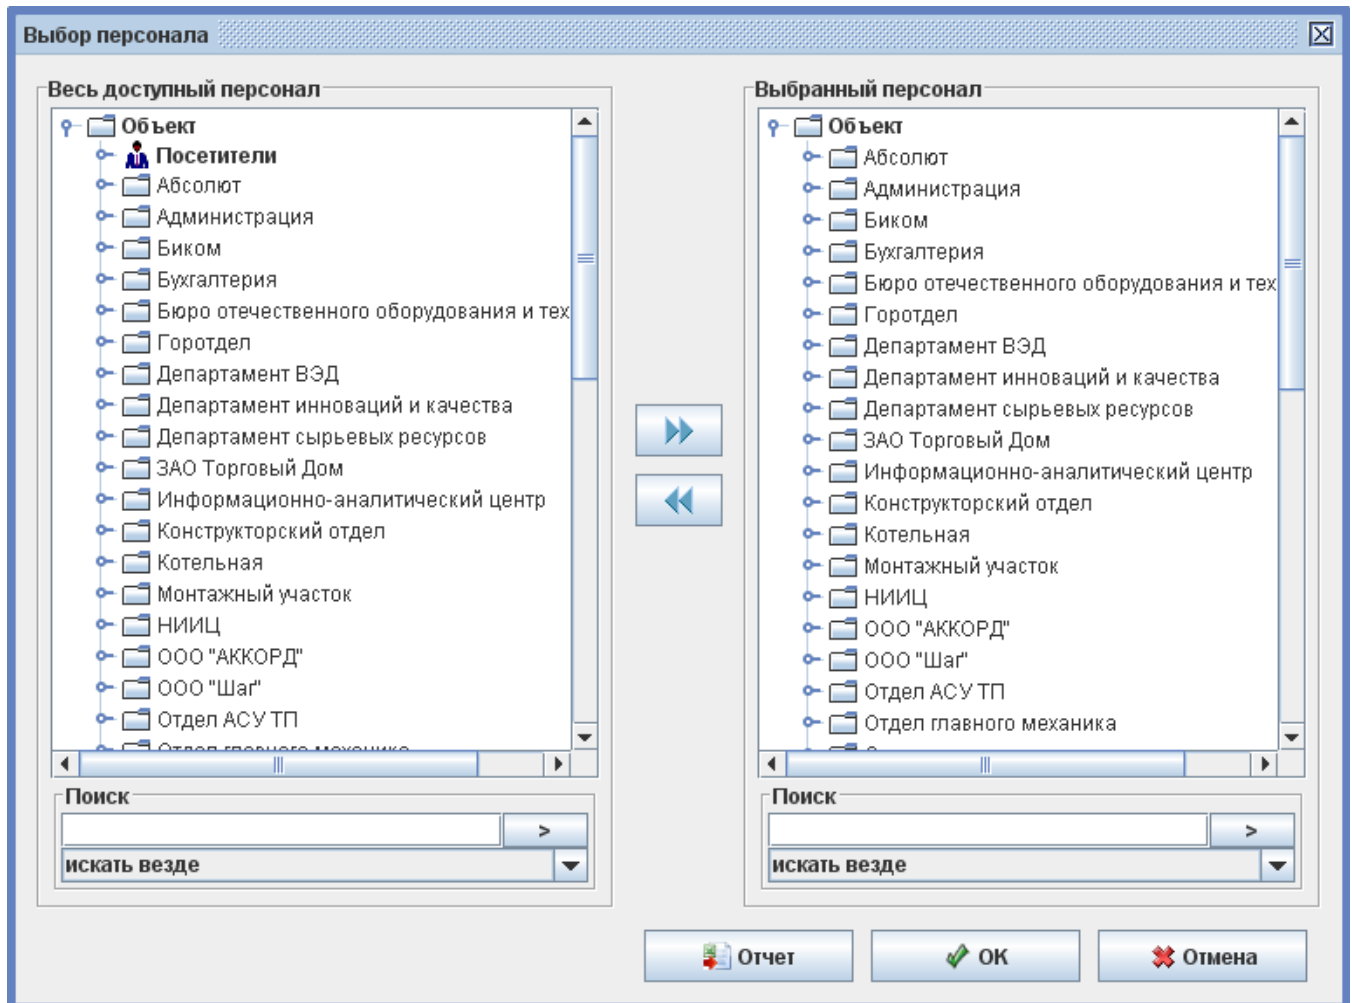 Выбор персонала
Весь доступный персонал
Объект
Посетители
Абсолют
Администрация
Биком
Бухгалтерия
Бюро отечественного оборудования и тех
Горотдел
Департамент ВЭД
Департамент инноваций и качества
Департамент сырьевых ресурсов
ЗАО Торговый Дом
Информационно-аналитический центр
Конструкторский отдел
Котельная
Монтажный участок
НИИЦ
ООО "АККОРД"
ООО "Шаг"
Отдел АСУ ТП
Отдел главного механика
Поиск
>
искать везде
Выбранный персонал
Объект
Абсолют
Администрация
Биком
Бухгалтерия
Бюро отечественного оборудования и тех
Горотдел
Департамент ВЭД
Департамент инноваций и качества
Департамент сырьевых ресурсов
ЗАО Торговый Дом
Информационно-аналитический центр
Конструкторский отдел
Котельная
Монтажный участок
НИИЦ
ООО "АККОРД"
ООО "Шаг"
Отдел АСУ ТП
Отдел главного механика
Поиск
>
искать везде
Отчет
ОК
Отмена